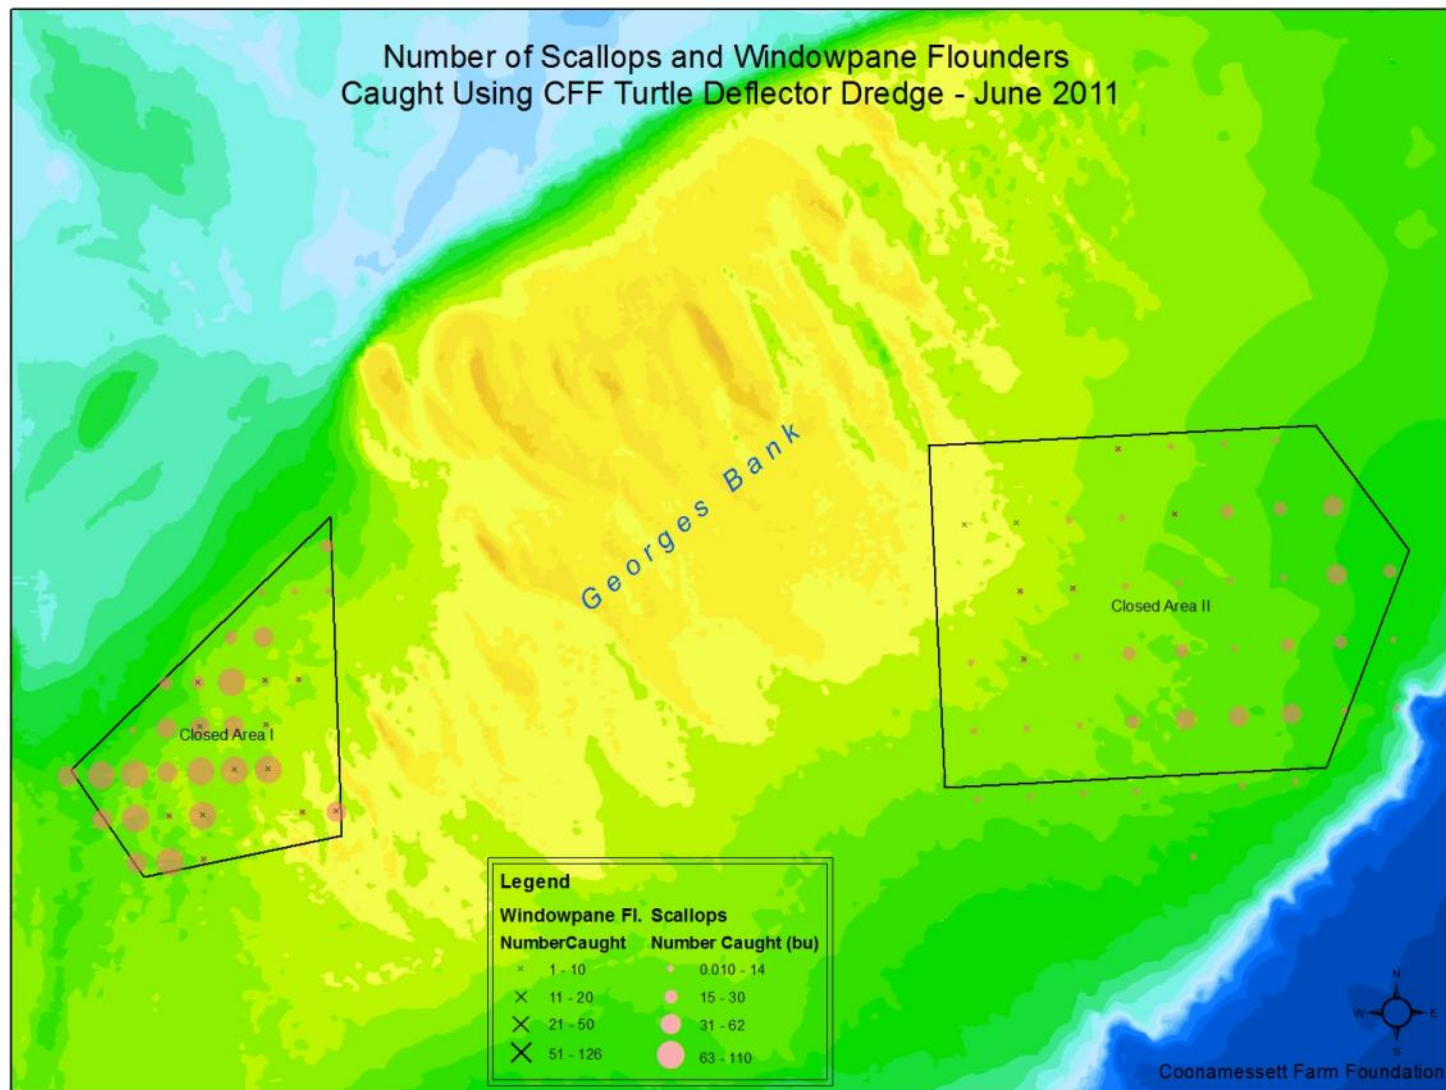 Number of Scallops and Windowpane Flounders
Caught Using CFF Turtle Deflector Dredge - June 2011
Georges Bank
Closed Area II
Closed Area I
Legend
Windowpane Fl. Scallops
NumberCaught Number Caught (bu)
1 - 10 0.010 - 14
11 - 20 15 - 30
21 - 50 31 - 62
51 - 126 63 - 110
N
W E
S
Coonamessett Farm Foundation